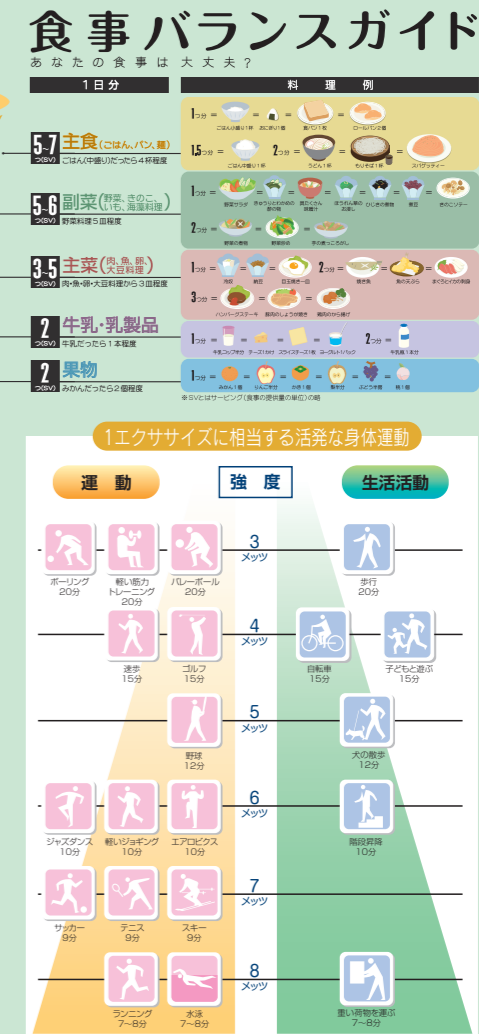 食事バランスガイド
あなたの食事は大丈夫?
1日分
料理例
5-7 つ(SV)
主食(ごはん、パン、麺)
ごはん(中盛り)だったら4杯程度
1つ分 =
ごはん小盛り1杯 おにぎり1個 食パン1枚 ロールパン2個
1.5つ分 = 2つ分 =
ごはん中盛り1杯 うどん1杯 もりそば1杯 スパゲッティー
5-6 つ(SV)
副菜(野菜、きのこ、いも、海藻料理)
野菜料理5皿程度
1つ分 =
野菜サラダ きゅうりとわかめの酢の物 具だくさん味噌汁 ほうれん草のお浸し ひじきの煮物 煮豆 きのこソテー
2つ分 =
野菜の煮物 野菜炒め 芋の煮っころがし
3-5 つ(SV)
主菜(肉、魚、卵、大豆料理)
肉・魚・卵・大豆料理から3皿程度
1つ分 = 2つ分 =
冷奴 納豆 目玉焼き一皿 焼き魚 魚の天ぷら まぐろとイカの刺身
3つ分 =
ハンバーグステーキ 豚肉のしょうが焼き 鶏肉のから揚げ
2 つ(SV)
牛乳・乳製品
牛乳だったら1本程度
1つ分 = 2つ分 =
牛乳コップ半分 チーズ1かけ スライスチーズ1枚 ヨーグルト1パック 牛乳瓶1本分
2 つ(SV)
果物
みかんだったら2個程度
1つ分 =
みかん1個 りんご半分 かき1個 梨半分 ぶどう半房 桃1個
※SVとはサービング(食事の提供量の単位)の略
1エクササイズに相当する活発な身体運動
運動 強度 生活活動
3 メッツ
ボーリング 20分
軽い筋力トレーニング 20分
バレーボール 20分
歩行 20分
4 メッツ
速歩 15分
ゴルフ 15分
自転車 15分
子どもと遊ぶ 15分
5 メッツ
野球 12分
犬の散歩 12分
6 メッツ
ジャズダンス 10分
軽いジョギング 10分
エアロビクス 10分
階段昇降 10分
7 メッツ
サッカー 9分
テニス 9分
スキー 9分
8 メッツ
ランニング 7〜8分
水泳 7〜8分
重い荷物を運ぶ 7〜8分